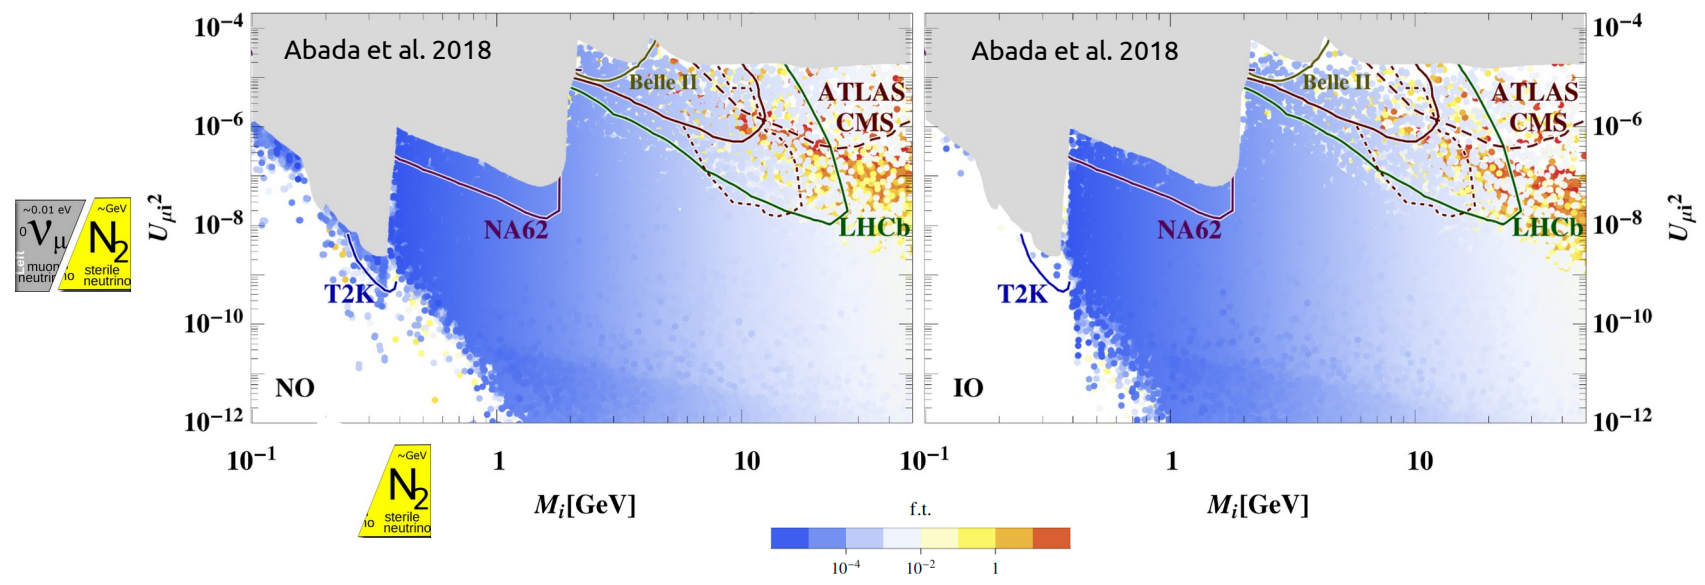 Abada et al. 2018
Abada et al. 2018
10⁻⁴
10⁻⁶
10⁻⁸
10⁻¹⁰
10⁻¹²
U_μi²
Belle II
ATLAS
CMS
NA62
LHCb
T2K
NO
Belle II
ATLAS
CMS
NA62
LHCb
T2K
IO
10⁻⁴
10⁻⁶
10⁻⁸
10⁻¹⁰
10⁻¹²
U_μi²
~0.01 eV
0
ν_μ
Left
muon
neutrino
~GeV
N₂
sterile
neutrino
10⁻¹
1
10
10⁻¹
1
10
M_i[GeV]
M_i[GeV]
~GeV
N₂
sterile
neutrino
f.t.
10⁻⁴
10⁻²
1